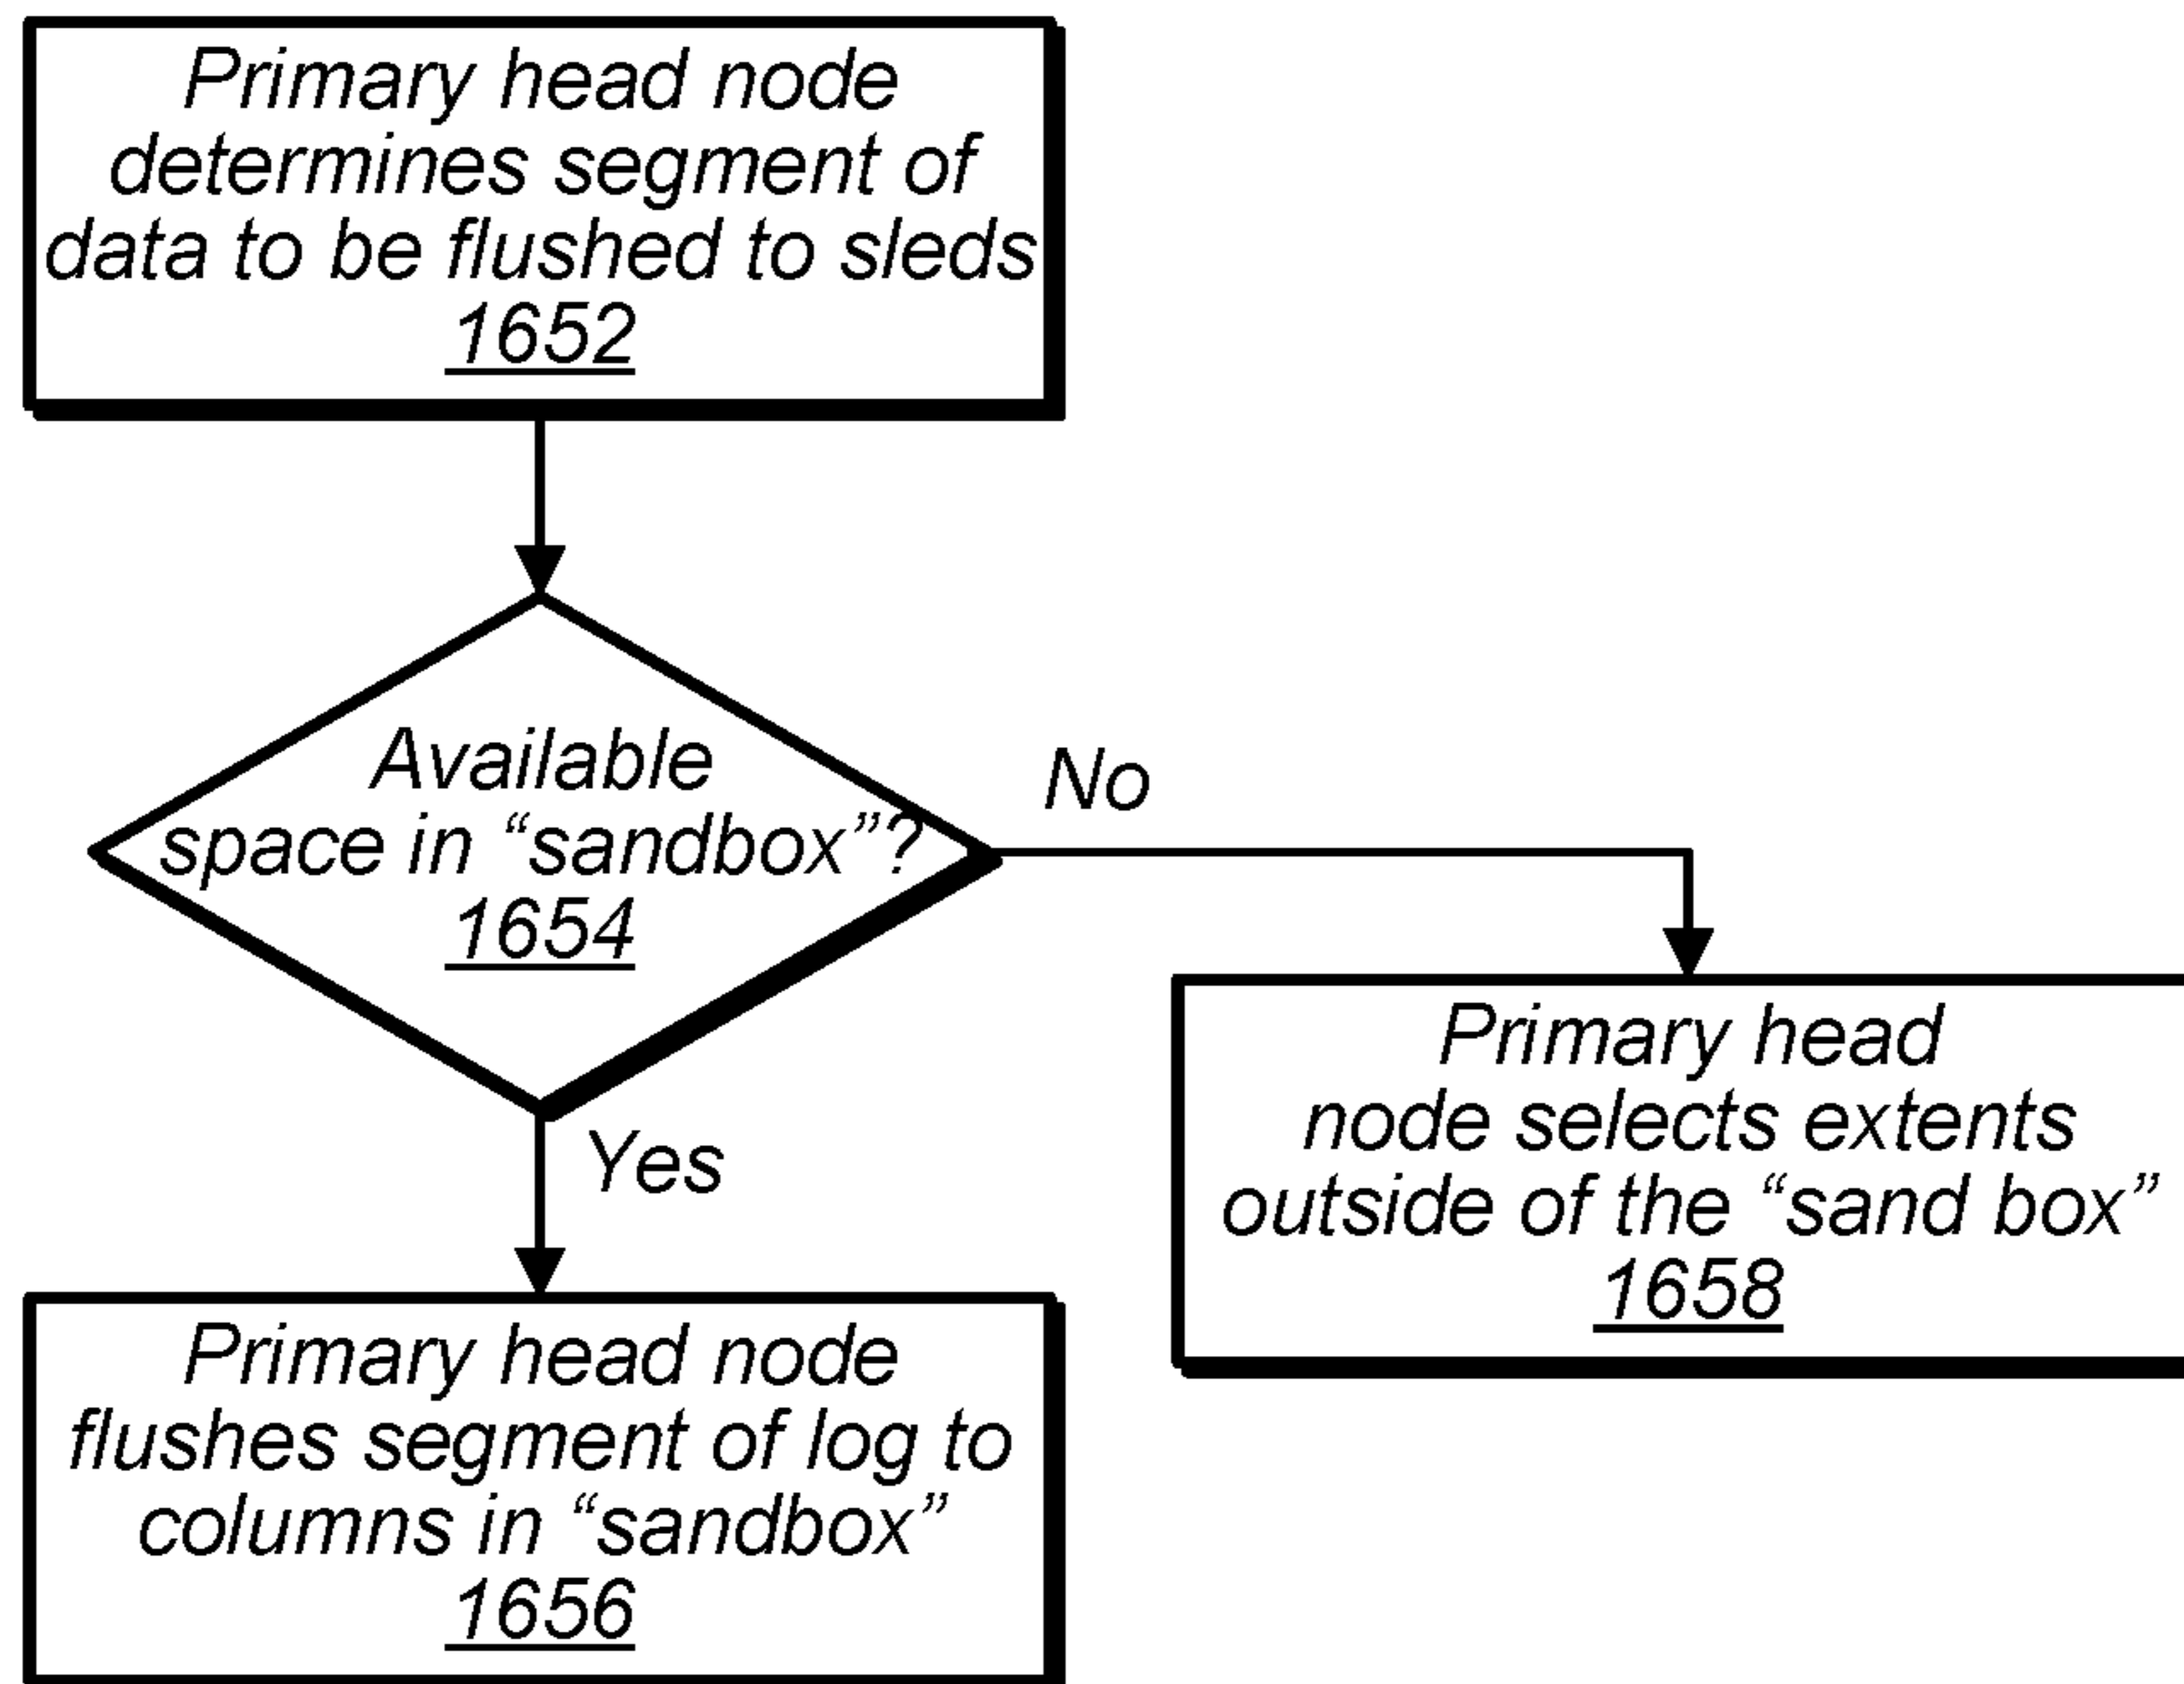 Primary head node
determines segment of
data to be flushed to sleds
1652
Available
space in “sandbox”?
1654
No
Yes
Primary head
node selects extents
outside of the “sand box”
1658
Primary head node
flushes segment of log to
columns in “sandbox”
1656